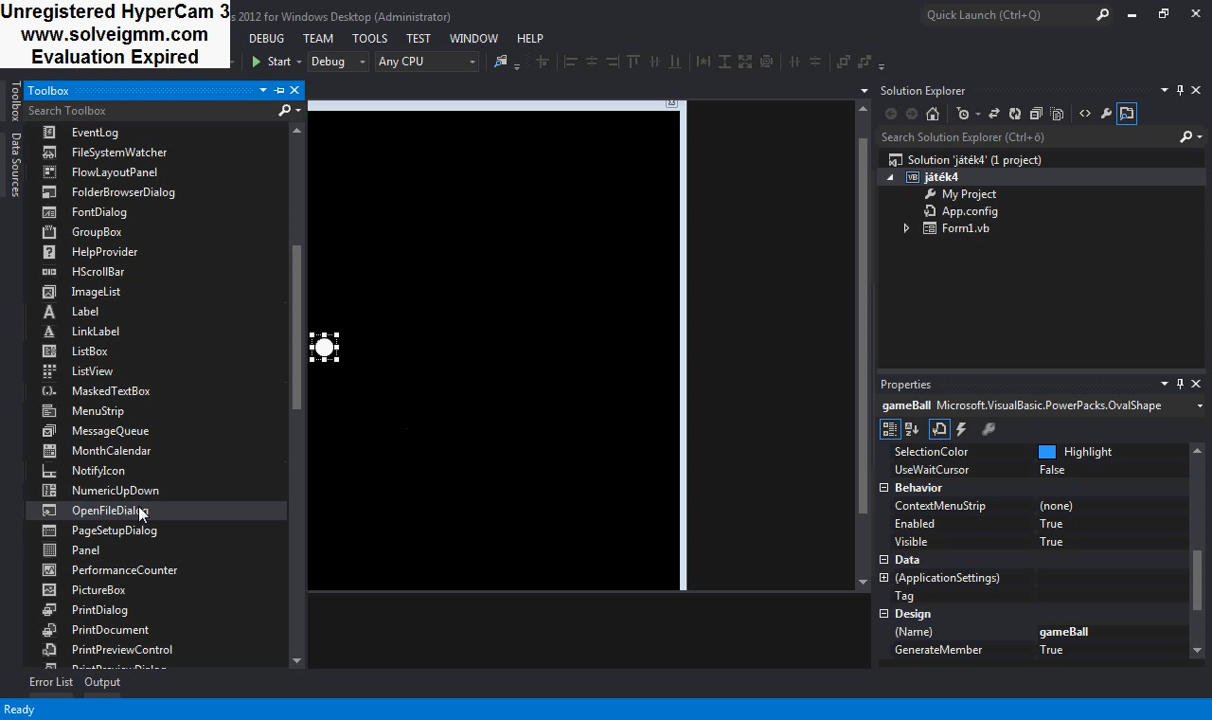 Unregistered HyperCam 3
www.solveigmm.com
Evaluation Expired
2012 for Windows Desktop (Administrator)
Quick Launch (Ctrl+Q)
DEBUG TEAM TOOLS TEST WINDOW HELP
Start Debug Any CPU
Toolbox
Data Sources
Toolbox
Search Toolbox
EventLog
FileSystemWatcher
FlowLayoutPanel
FolderBrowserDialog
FontDialog
GroupBox
HelpProvider
HScrollBar
ImageList
Label
LinkLabel
ListBox
ListView
MaskedTextBox
MenuStrip
MessageQueue
MonthCalendar
NotifyIcon
NumericUpDown
OpenFileDialog
PageSetupDialog
Panel
PerformanceCounter
PictureBox
PrintDialog
PrintDocument
PrintPreviewControl
PrintPreviewDialog
Solution Explorer
Search Solution Explorer (Ctrl+ó)
Solution 'játék4' (1 project)
VB játék4
My Project
App.config
Form1.vb
Properties
gameBall Microsoft.VisualBasic.PowerPacks.OvalShape
SelectionColor Highlight
UseWaitCursor False
Behavior
ContextMenuStrip (none)
Enabled True
Visible True
Data
(ApplicationSettings)
Tag
Design
(Name) gameBall
GenerateMember True
Error List Output
Ready